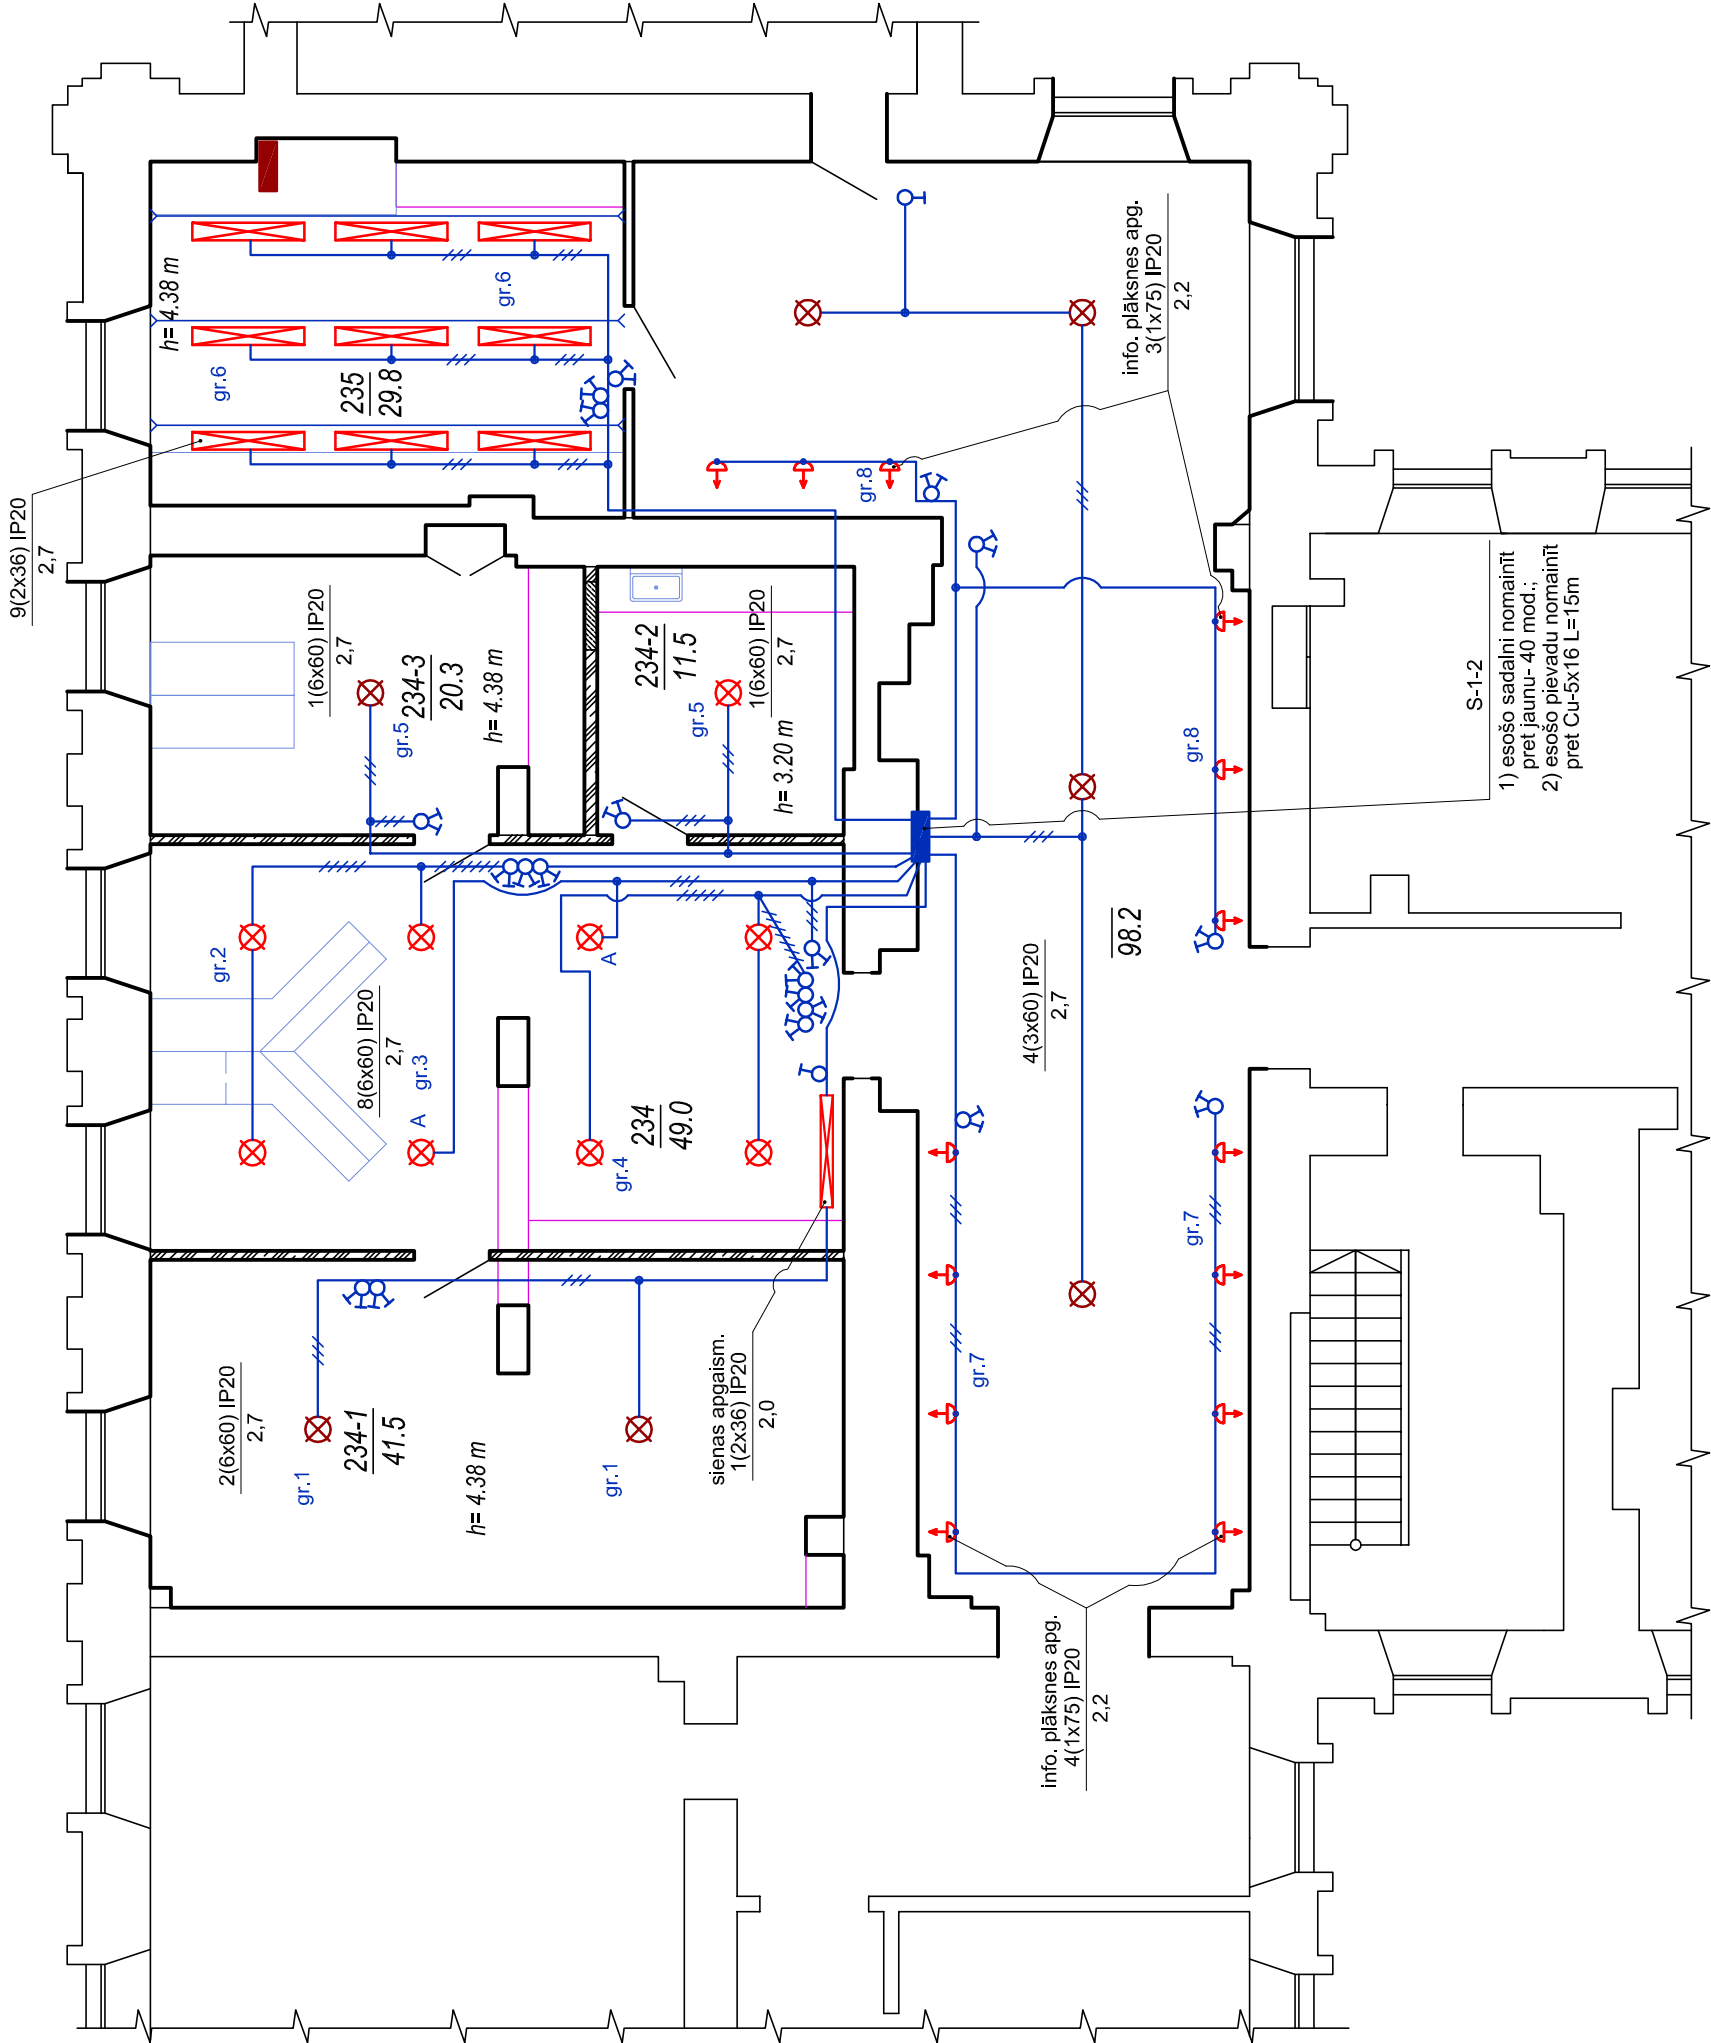 9(2x36) IP20
2,7
h= 4.38 m
gr.6
gr.6
235
29.8
info. plāksnes apg.
3(1x75) IP20
2,2
1(6x60) IP20
2,7
234-3
20.3
h= 4.38 m
gr.5
234-2
11.5
1(6x60) IP20
2,7
gr.5
h= 3.20 m
gr.8
gr.8
S-1-2
1) esošo sadalni nomainīt
pret jaunu- 40 mod.;
2) esošo pievadu nomainīt
pret Cu-5x16 L=15m
gr.2
8(6x60) IP20
2,7
gr.3
A
A
234
49.0
gr.4
98.2
4(3x60) IP20
2,7
gr.7
gr.7
2(6x60) IP20
2,7
234-1
41.5
gr.1
gr.1
h= 4.38 m
sienas apgaism.
1(2x36) IP20
2,0
info. plāksnes apg.
4(1x75) IP20
2,2